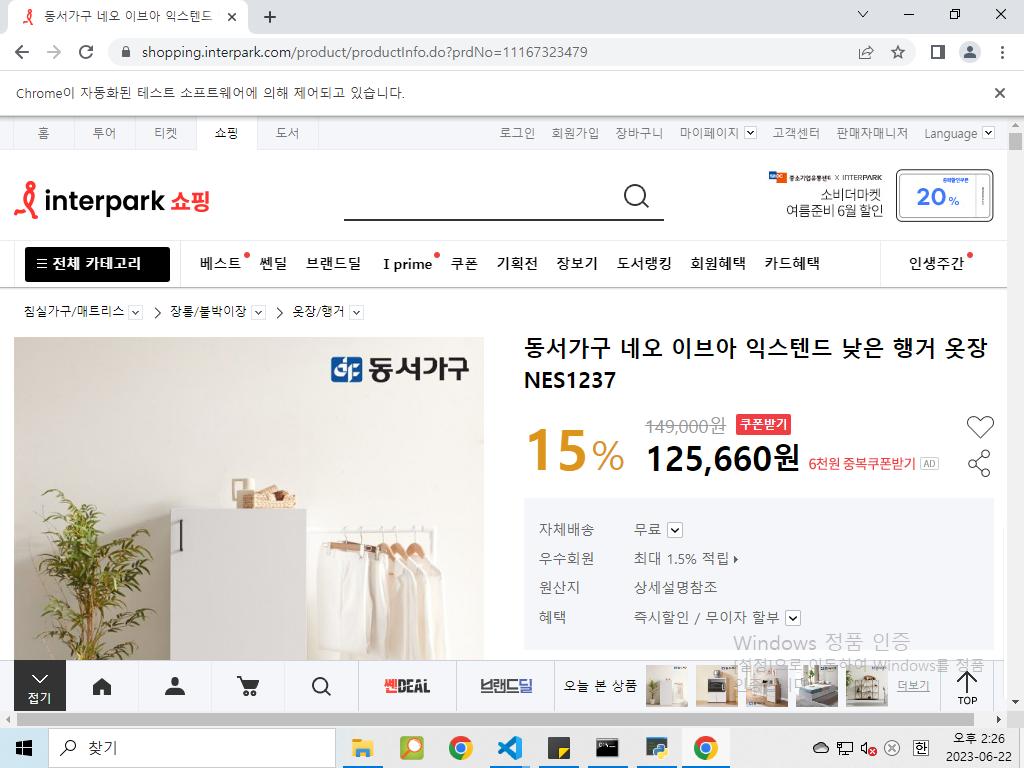 동서가구 네오 이브아 익스텐드
shopping.interpark.com/product/productInfo.do?prdNo=11167323479
Chrome이 자동화된 테스트 소프트웨어에 의해 제어되고 있습니다.
홈 투어 티켓 쇼핑 도서 로그인 회원가입 장바구니 마이페이지 고객센터 판매자매니저 Language
interpark 쇼핑
중소기업유통센터 X INTERPARK
소비더마켓
여름준비 6월 할인
20%
전체 카테고리 베스트 쎈딜 브랜드딜 I prime 쿠폰 기획전 장보기 도서랭킹 회원혜택 카드혜택 인생주간
침실가구/매트리스 장롱/붙박이장 옷장/행거
동서가구
동서가구 네오 이브아 익스텐드 낮은 행거 옷장
NES1237
15%
149,000원 쿠폰받기
125,660원 6천원 중복쿠폰받기 AD
자체배송 무료
우수회원 최대 1.5% 적립
원산지 상세설명참조
혜택 즉시할인 / 무이자 할부
Windows 정품 인증
[설정]으로 이동하여 Windows를 정품
접기 쎈DEAL 브랜드딜 오늘 본 상품 더보기 TOP
찾기
한
오후 2:26
2023-06-22